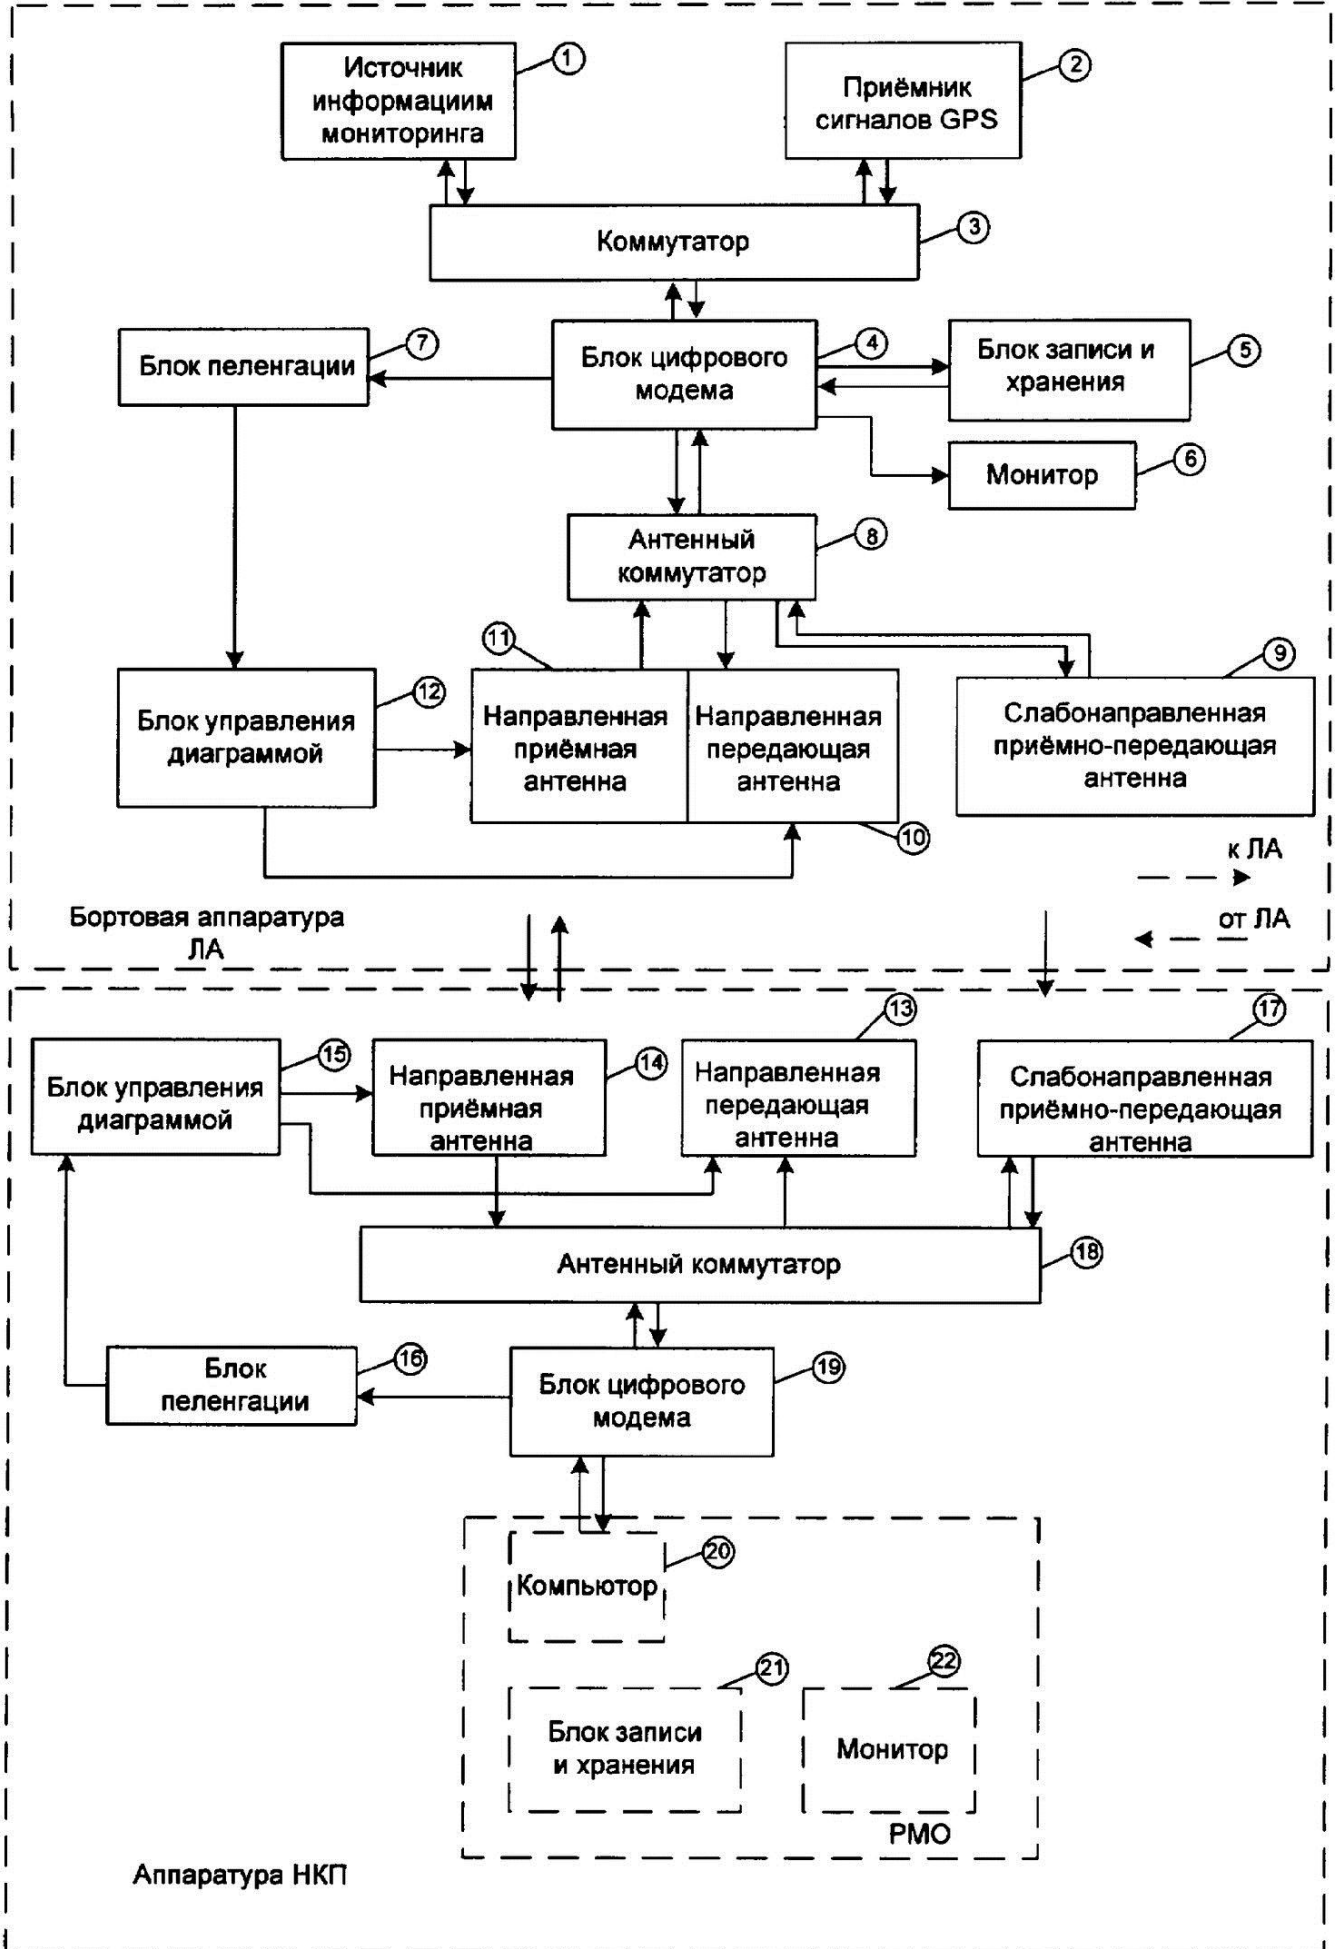 Источник
информациим
мониторинга
1
Приёмник
сигналов GPS
2
Коммутатор
3
Блок пеленгации
7
Блок цифрового
модема
4
Блок записи и
хранения
5
Монитор
6
Антенный
коммутатор
8
Блок управления
диаграммой
12
11
Направленная
приёмная
антенна
Направленная
передающая
антенна
10
Слабонаправленная
приёмно-передающая
антенна
9
к ЛА
от ЛА
Бортовая аппаратура
ЛА
Блок управления
диаграммой
15
Направленная
приёмная
антенна
14
Направленная
передающая
антенна
13
Слабонаправленная
приёмно-передающая
антенна
17
Антенный коммутатор
18
Блок
пеленгации
16
Блок цифрового
модема
19
Компьютор
20
Блок записи
и хранения
21
Монитор
22
РМО
Аппаратура НКП